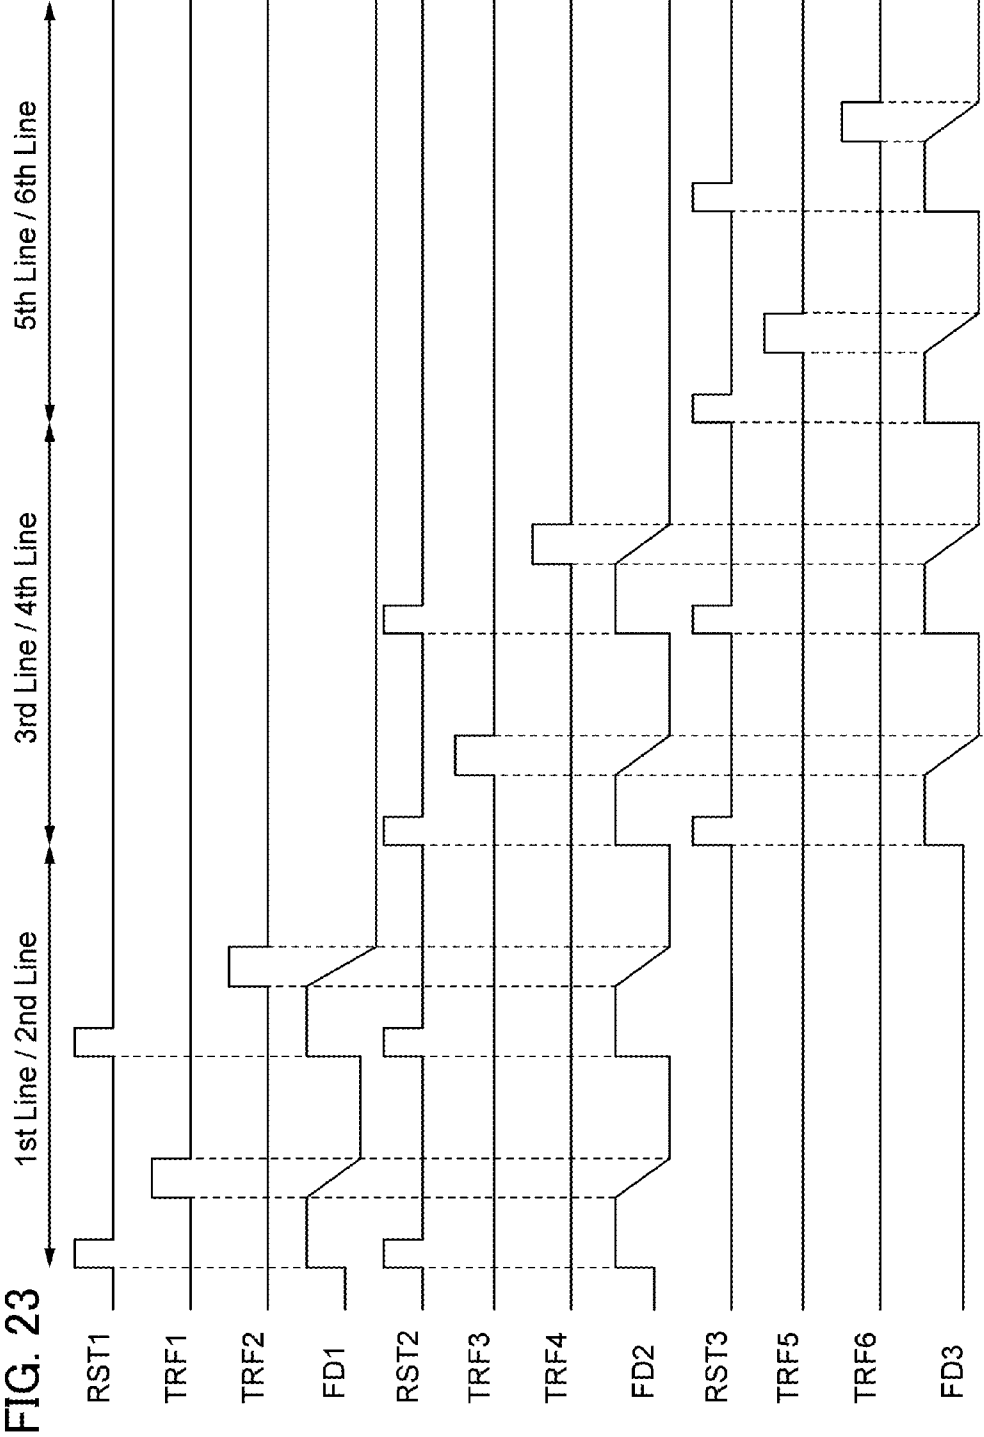 FIG. 23
1st Line / 2nd Line
3rd Line / 4th Line
5th Line / 6th Line
RST1
TRF1
TRF2
FD1
RST2
TRF3
TRF4
FD2
RST3
TRF5
TRF6
FD3